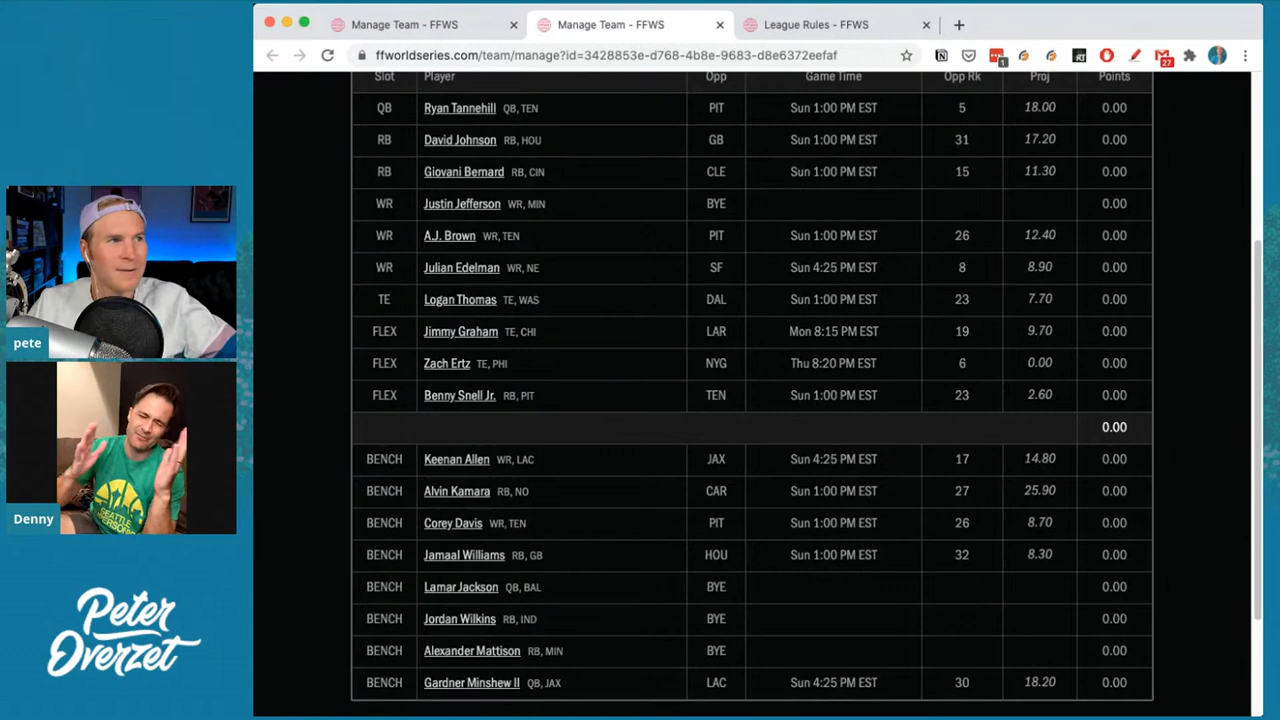 Manage Team - FFWS
Manage Team - FFWS
League Rules - FFWS
ffworldseries.com/team/manage?id=3428853e-d768-4b8e-9683-d8e6372eefaf
1
27
Slot Player Opp Game Time Opp Rk Proj Points
QB Ryan Tannehill QB, TEN PIT Sun 1:00 PM EST 5 18.00 0.00
RB David Johnson RB, HOU GB Sun 1:00 PM EST 31 17.20 0.00
RB Giovani Bernard RB, CIN CLE Sun 1:00 PM EST 15 11.30 0.00
WR Justin Jefferson WR, MIN BYE 0.00
WR A.J. Brown WR, TEN PIT Sun 1:00 PM EST 26 12.40 0.00
WR Julian Edelman WR, NE SF Sun 4:25 PM EST 8 8.90 0.00
TE Logan Thomas TE, WAS DAL Sun 1:00 PM EST 23 7.70 0.00
FLEX Jimmy Graham TE, CHI LAR Mon 8:15 PM EST 19 9.70 0.00
FLEX Zach Ertz TE, PHI NYG Thu 8:20 PM EST 6 0.00 0.00
FLEX Benny Snell Jr. RB, PIT TEN Sun 1:00 PM EST 23 2.60 0.00
0.00
BENCH Keenan Allen WR, LAC JAX Sun 4:25 PM EST 17 14.80 0.00
BENCH Alvin Kamara RB, NO CAR Sun 1:00 PM EST 27 25.90 0.00
BENCH Corey Davis WR, TEN PIT Sun 1:00 PM EST 26 8.70 0.00
BENCH Jamaal Williams RB, GB HOU Sun 1:00 PM EST 32 8.30 0.00
BENCH Lamar Jackson QB, BAL BYE 0.00
BENCH Jordan Wilkins RB, IND BYE 0.00
BENCH Alexander Mattison RB, MIN BYE 0.00
BENCH Gardner Minshew II QB, JAX LAC Sun 4:25 PM EST 30 18.20 0.00
pete
Denny
SEATTLE
Peter
Overzet